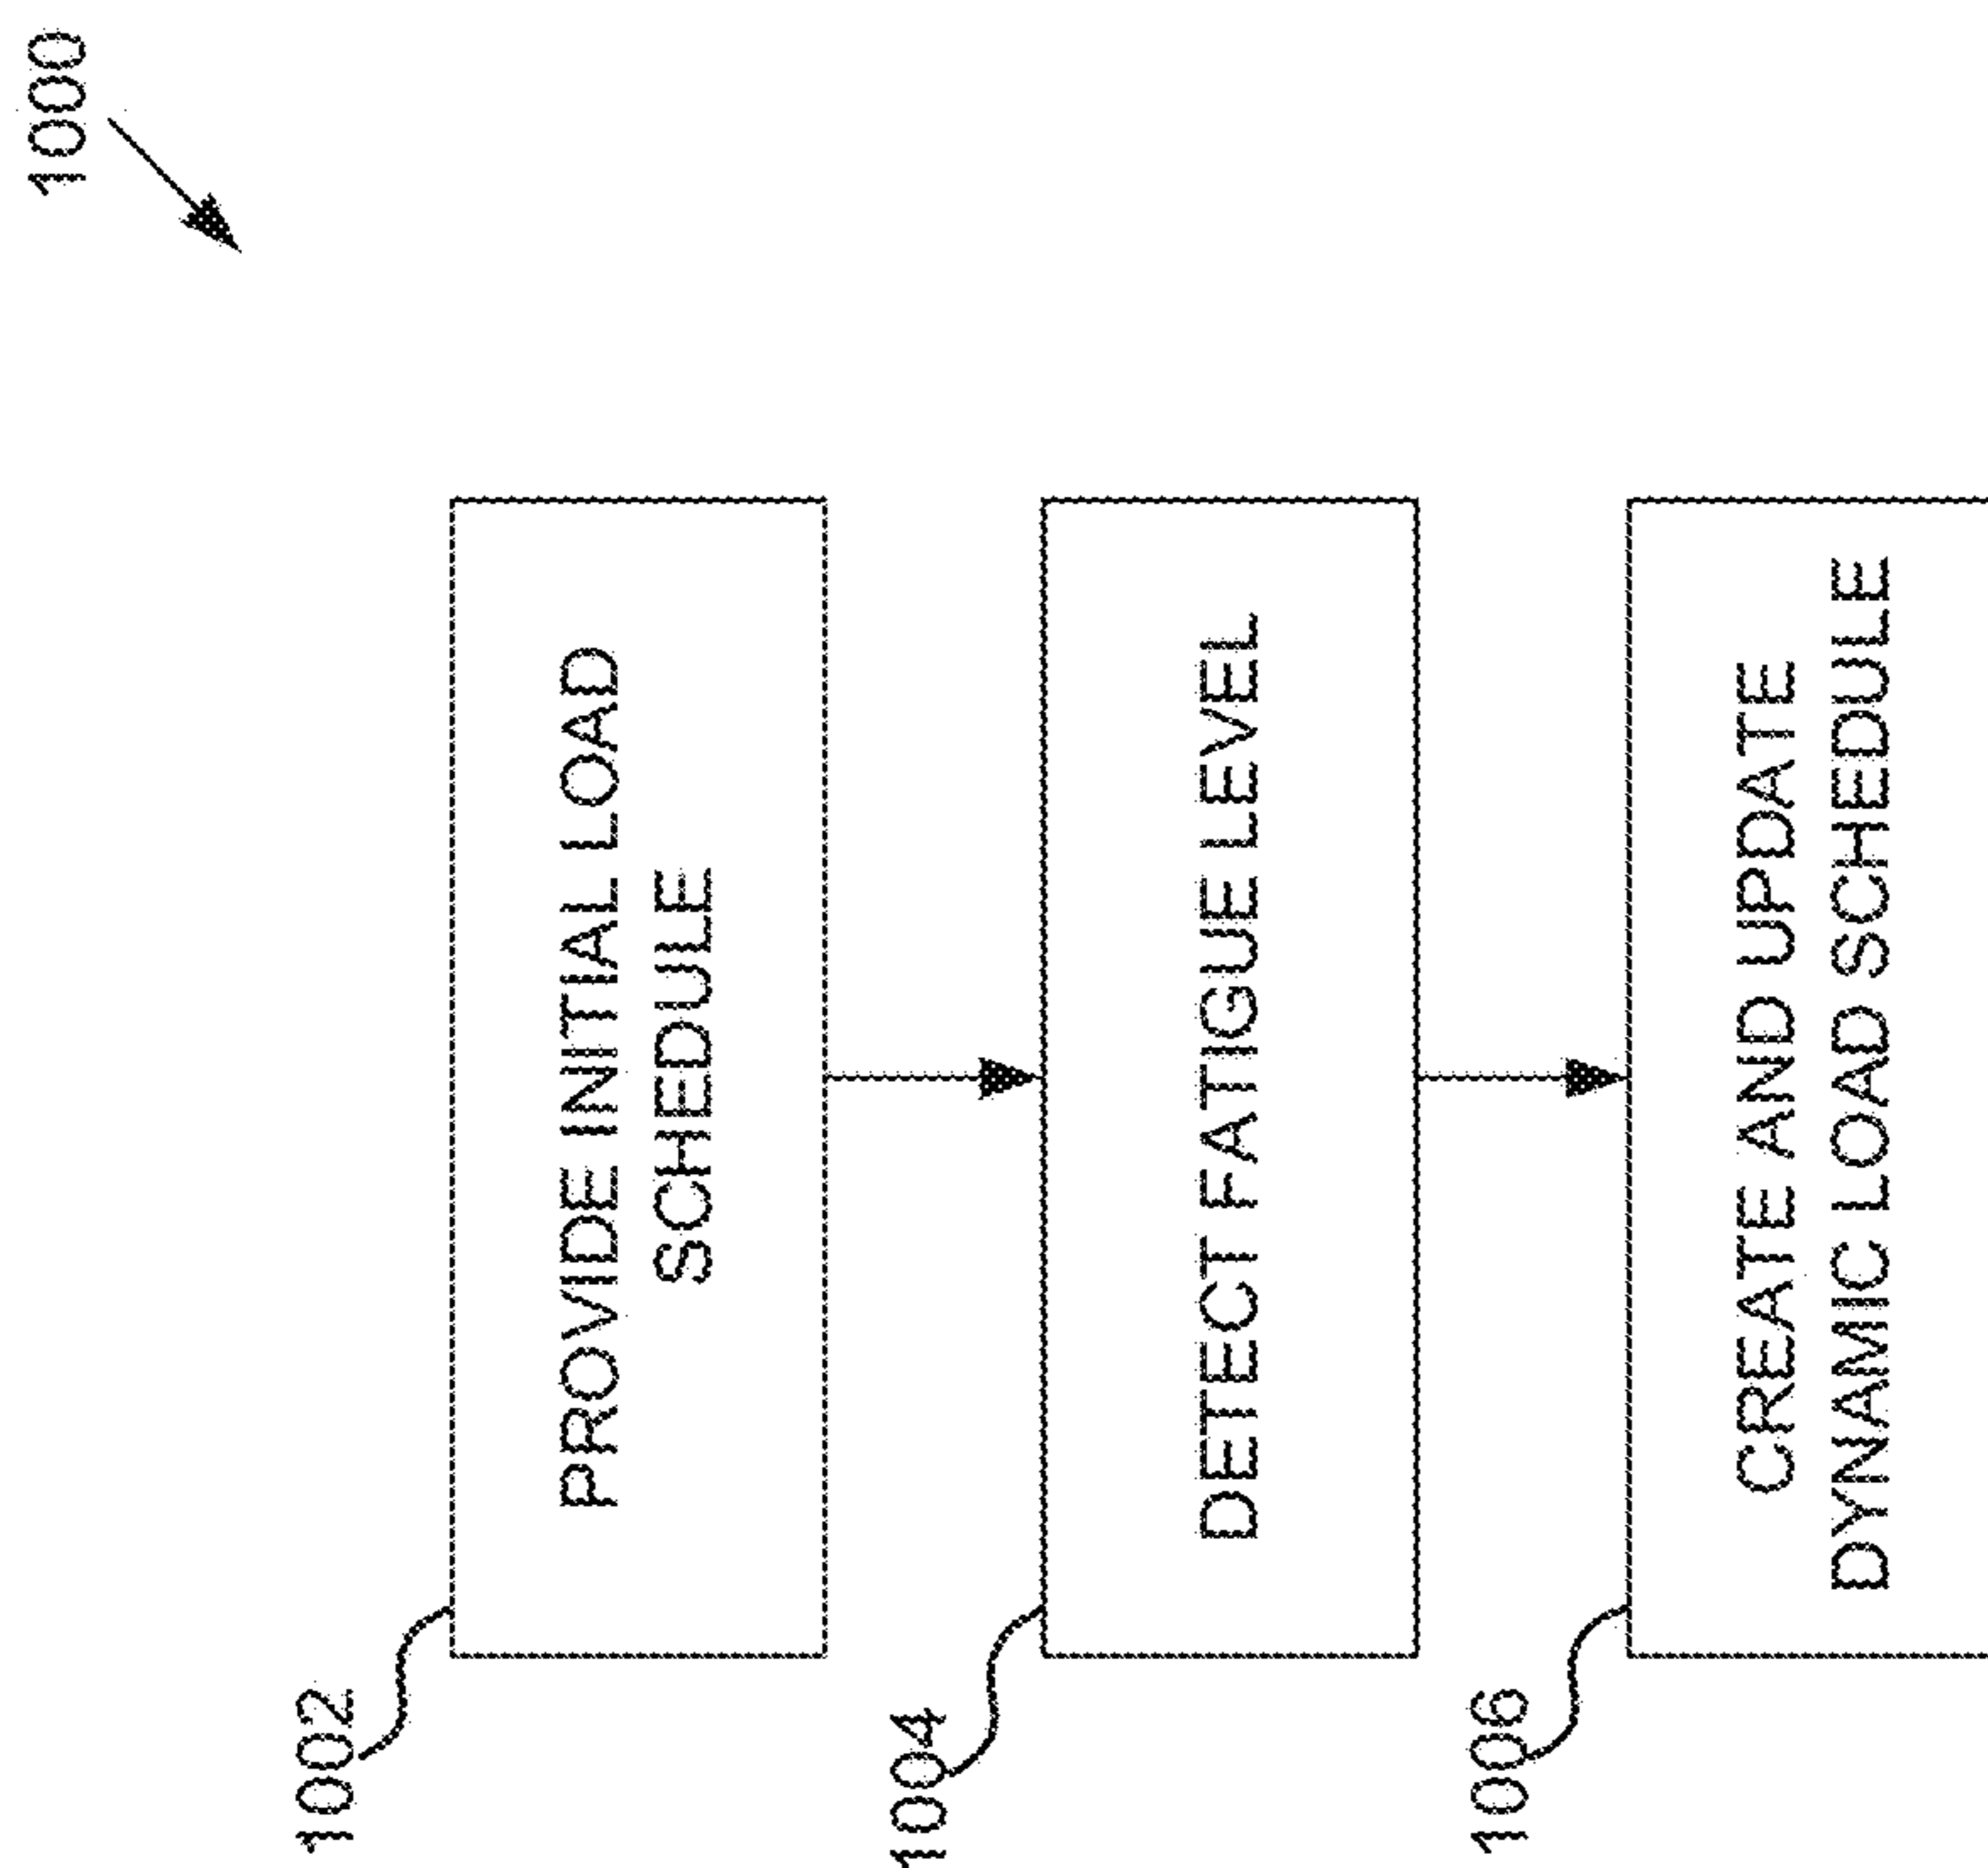 1000
1002
PROVIDE INITIAL LOAD
SCHEDULE
1004
DETECT FATIGUE LEVEL
1006
CREATE AND UPDATE
DYNAMIC LOAD SCHEDULE